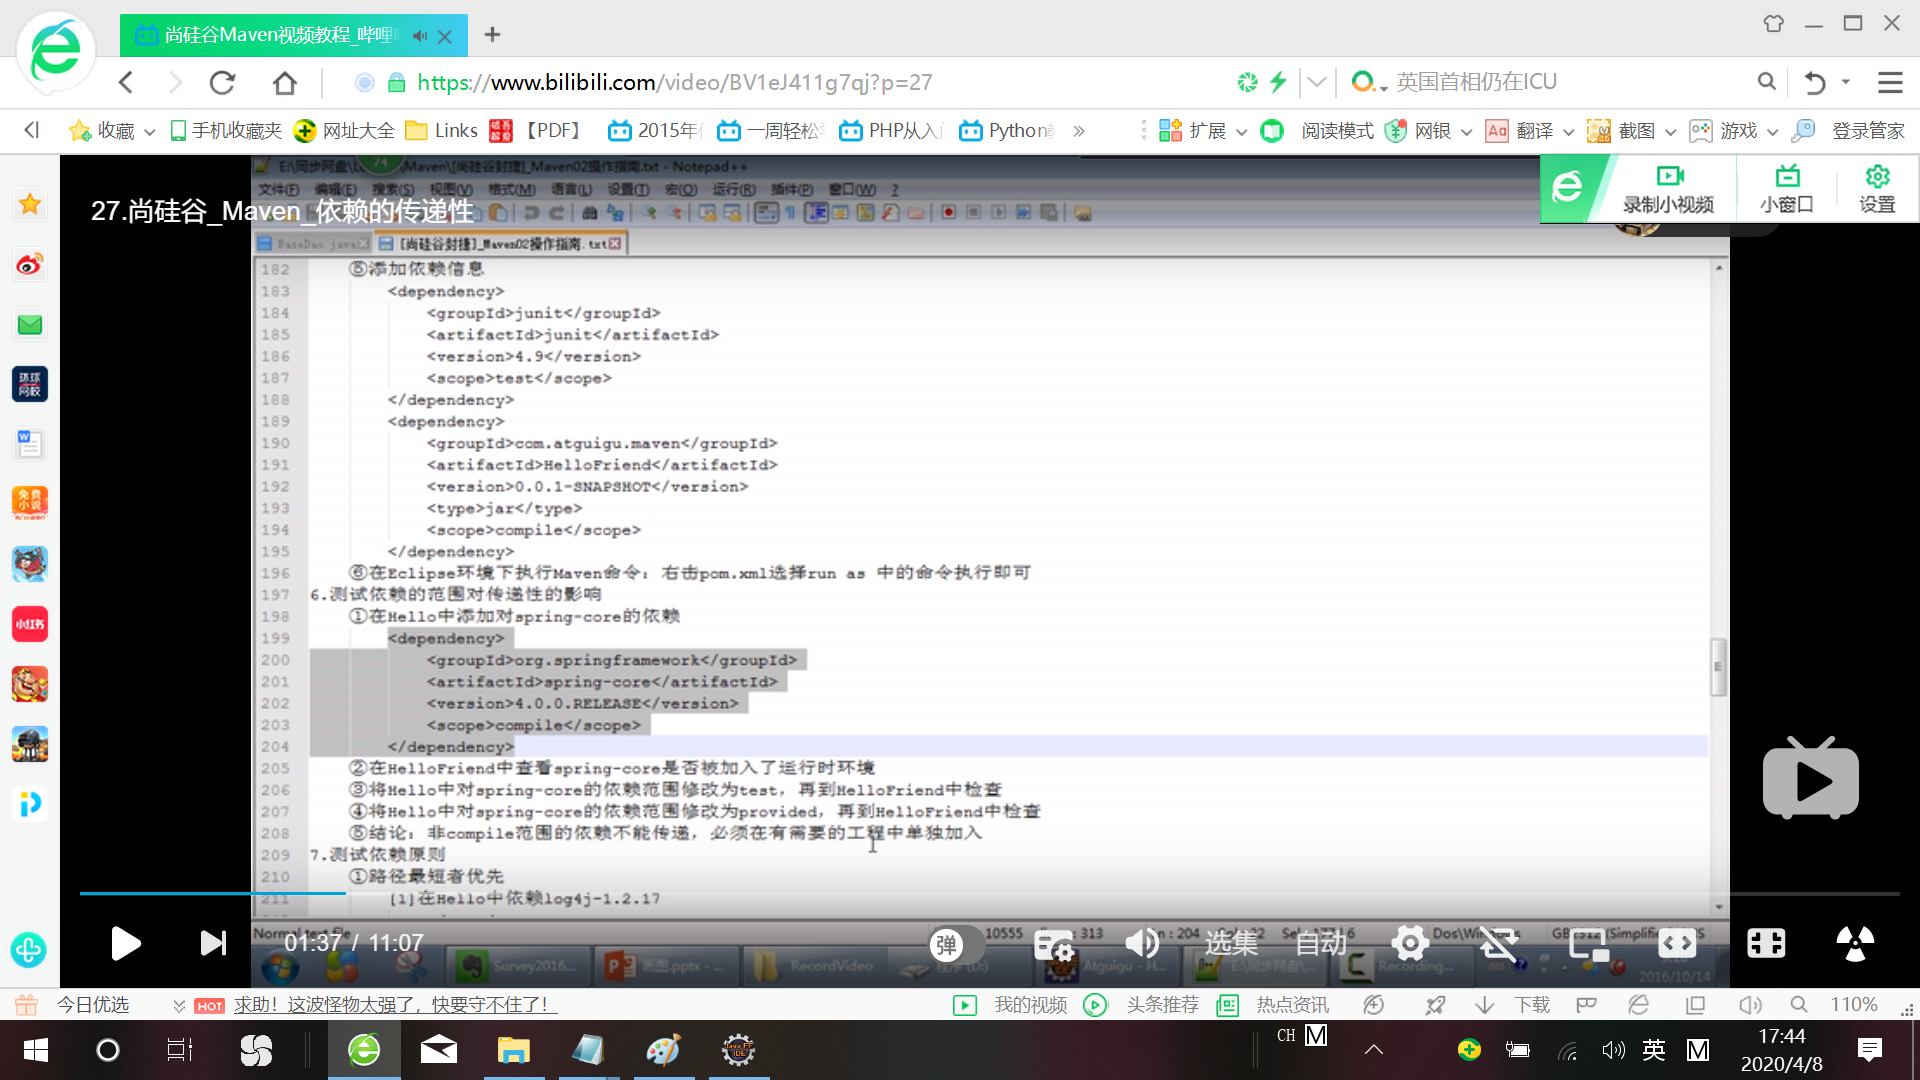 尚硅谷Maven视频教程_哔哩
https://www.bilibili.com/video/BV1eJ411g7qj?p=27
英国首相仍在ICU
收藏 手机收藏夹 网址大全 Links 【PDF】 2015年 一周轻松 PHP从入 Python » 扩展 阅读模式 网银 翻译 截图 游戏 登录管家
Maven\[尚硅谷封捷]_Maven02操作指南.txt - Notepad++
文件(F) 编辑(E) 搜索(S) 视图(V) 格式(M) 语言(L) 设置(T) 宏(O) 运行(R) 插件(P) 窗口(W) ?
27.尚硅谷_Maven_依赖的传递性
录制小视频 小窗口 设置
BaseDao.java [尚硅谷封捷]_Maven02操作指南.txt
182 ⑤添加依赖信息
183 <dependency>
184 <groupId>junit</groupId>
185 <artifactId>junit</artifactId>
186 <version>4.9</version>
187 <scope>test</scope>
188 </dependency>
189 <dependency>
190 <groupId>com.atguigu.maven</groupId>
191 <artifactId>HelloFriend</artifactId>
192 <version>0.0.1-SNAPSHOT</version>
193 <type>jar</type>
194 <scope>compile</scope>
195 </dependency>
196 ⑥在Eclipse环境下执行Maven命令：右击pom.xml选择run as 中的命令执行即可
197 6.测试依赖的范围对传递性的影响
198 ①在Hello中添加对spring-core的依赖
199 <dependency>
200 <groupId>org.springframework</groupId>
201 <artifactId>spring-core</artifactId>
202 <version>4.0.0.RELEASE</version>
203 <scope>compile</scope>
204 </dependency>
205 ②在HelloFriend中查看spring-core是否被加入了运行时环境
206 ③将Hello中对spring-core的依赖范围修改为test，再到HelloFriend中检查
207 ④将Hello中对spring-core的依赖范围修改为provided，再到HelloFriend中检查
208 ⑤结论：非compile范围的依赖不能传递，必须在有需要的工程中单独加入
209 7.测试依赖原则
210 ①路径最短者优先
211 [1]在Hello中依赖log4j-1.2.17
01:37 / 11:07
弹 选集 自动
Survey2016... RecordVideo Atguigu - H... Recording...
2016/10/14
今日优选 HOT 求助！这波怪物太强了，快要守不住了！ 我的视频 头条推荐 热点资讯 下载 110%
CH M 英 M
17:44
2020/4/8